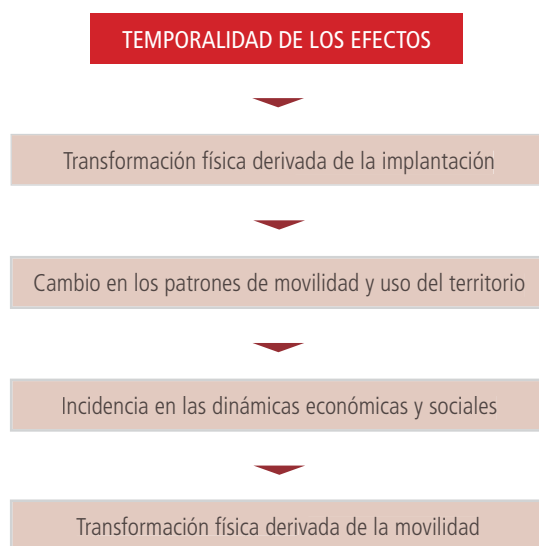 TEMPORALIDAD DE LOS EFECTOS
Transformación física derivada de la implantación
Cambio en los patrones de movilidad y uso del territorio
Incidencia en las dinámicas económicas y sociales
Transformación física derivada de la movilidad